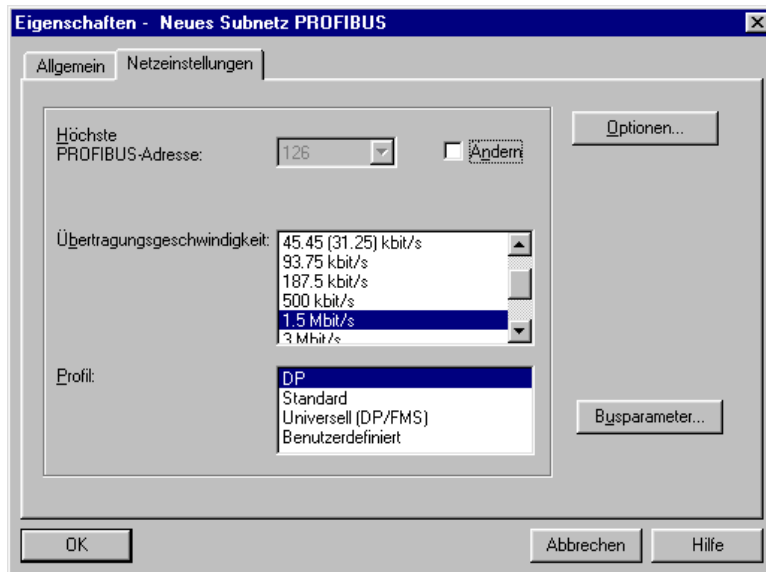 Eigenschaften - Neues Subnetz PROFIBUS
Allgemein
Netzeinstellungen
Höchste
PROFIBUS-Adresse:
126
Ändern
Optionen...
Übertragungsgeschwindigkeit:
45.45 (31.25) kbit/s
93.75 kbit/s
187.5 kbit/s
500 kbit/s
1.5 Mbit/s
3 Mbit/s
Profil:
DP
Standard
Universell (DP/FMS)
Benutzerdefiniert
Busparameter...
OK
Abbrechen
Hilfe